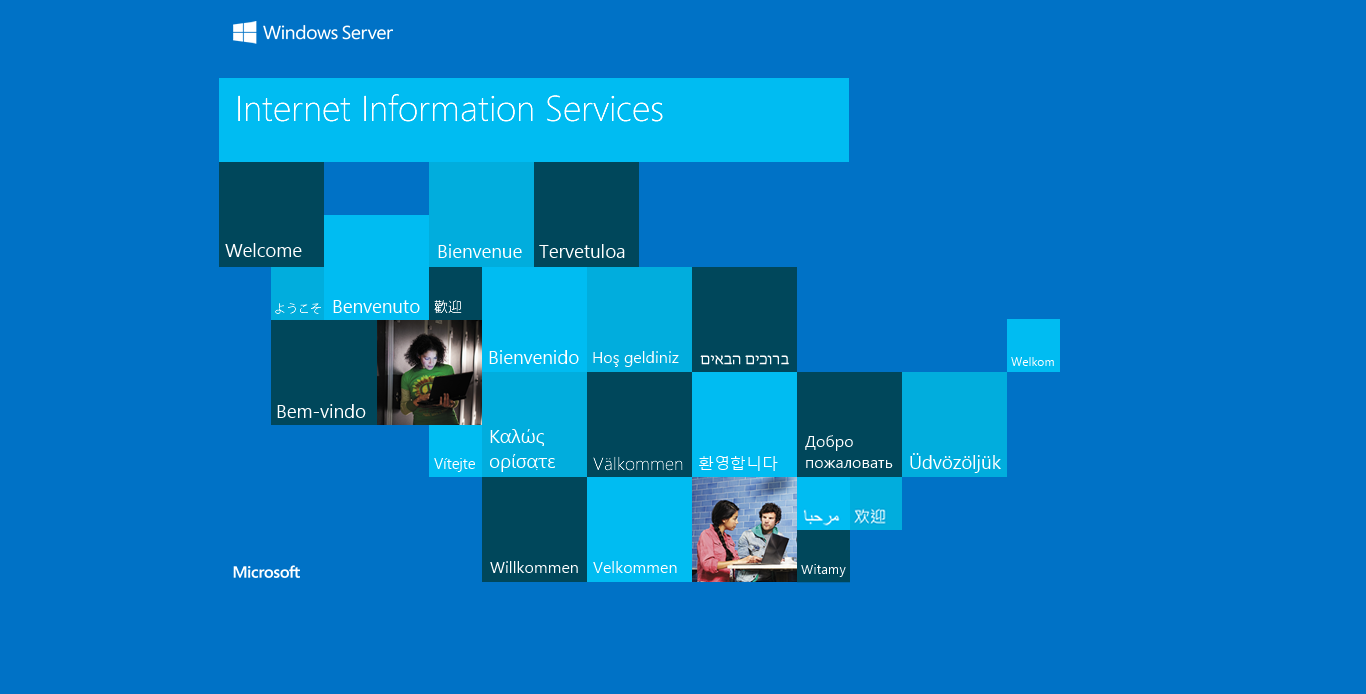 Windows Server
Internet Information Services
Welcome
Bienvenue
Tervetuloa
ようこそ
Benvenuto
歡迎
Bienvenido
Hoş geldiniz
ברוכים הבאים
Welkom
Bem-vindo
Vítejte
Καλώς
ορίσατε
Välkommen
환영합니다
Добро
пожаловать
Üdvözöljük
Willkommen
Velkommen
مرحبا
欢迎
Witamy
Microsoft